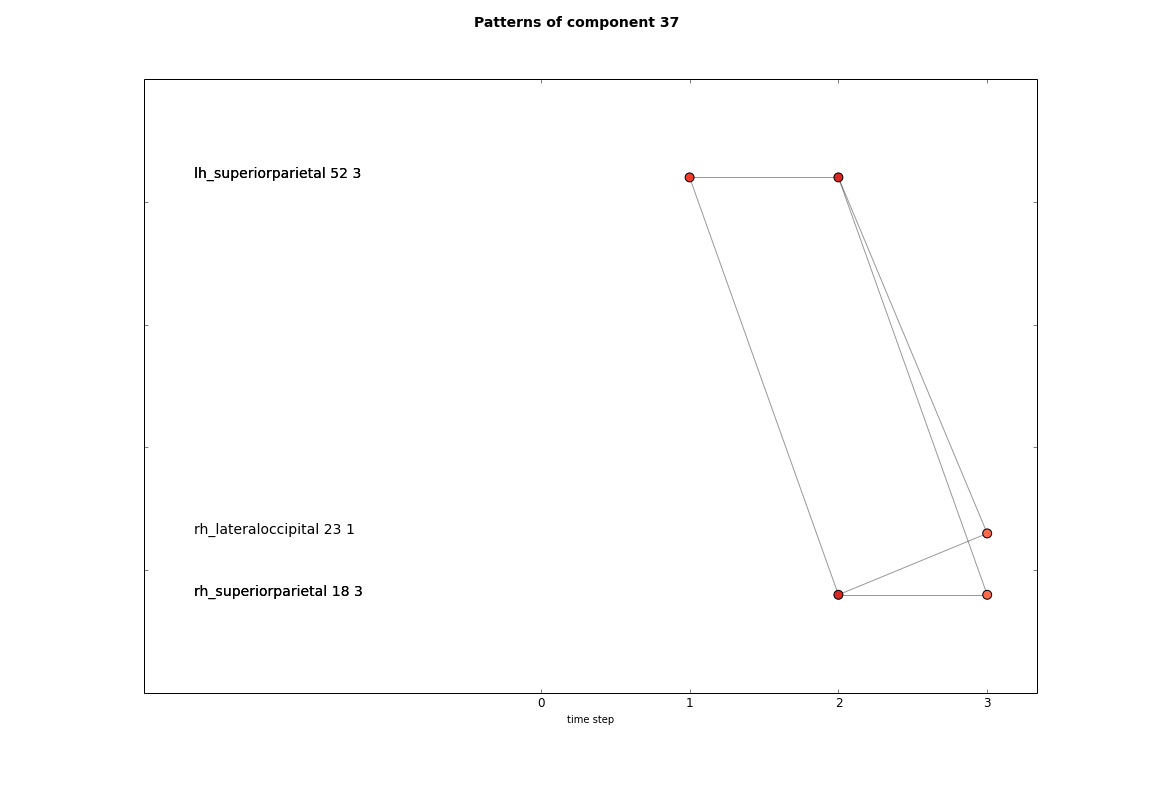 Patterns of component 37
lh_superiorparietal 52 3
rh_lateraloccipital 23 1
rh_superiorparietal 18 3
0 1 2 3
time step